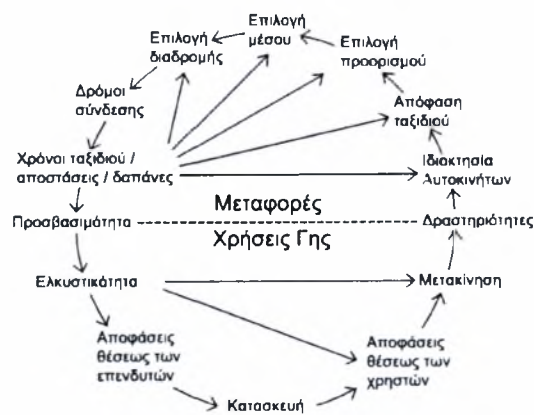 Επιλογή
μέσου
Επιλογή
διαδρομής
Επιλογή
προορισμού
Δρόμοι
σύνδεσης
Απόφαση
ταξιδιού
Χρόνοι ταξιδιού /
αποστάσεις / δαπάνες
Ιδιοκτησία
Αυτοκινήτων
Μεταφορές
Προσβασιμότητα
Δραστηριότητες
Χρήσεις Γης
Ελκυστικότητα
Μετακίνηση
Αποφάσεις
θέσεως των
επενδυτών
Αποφάσεις
θέσεως των
χρηστών
Κατασκευή